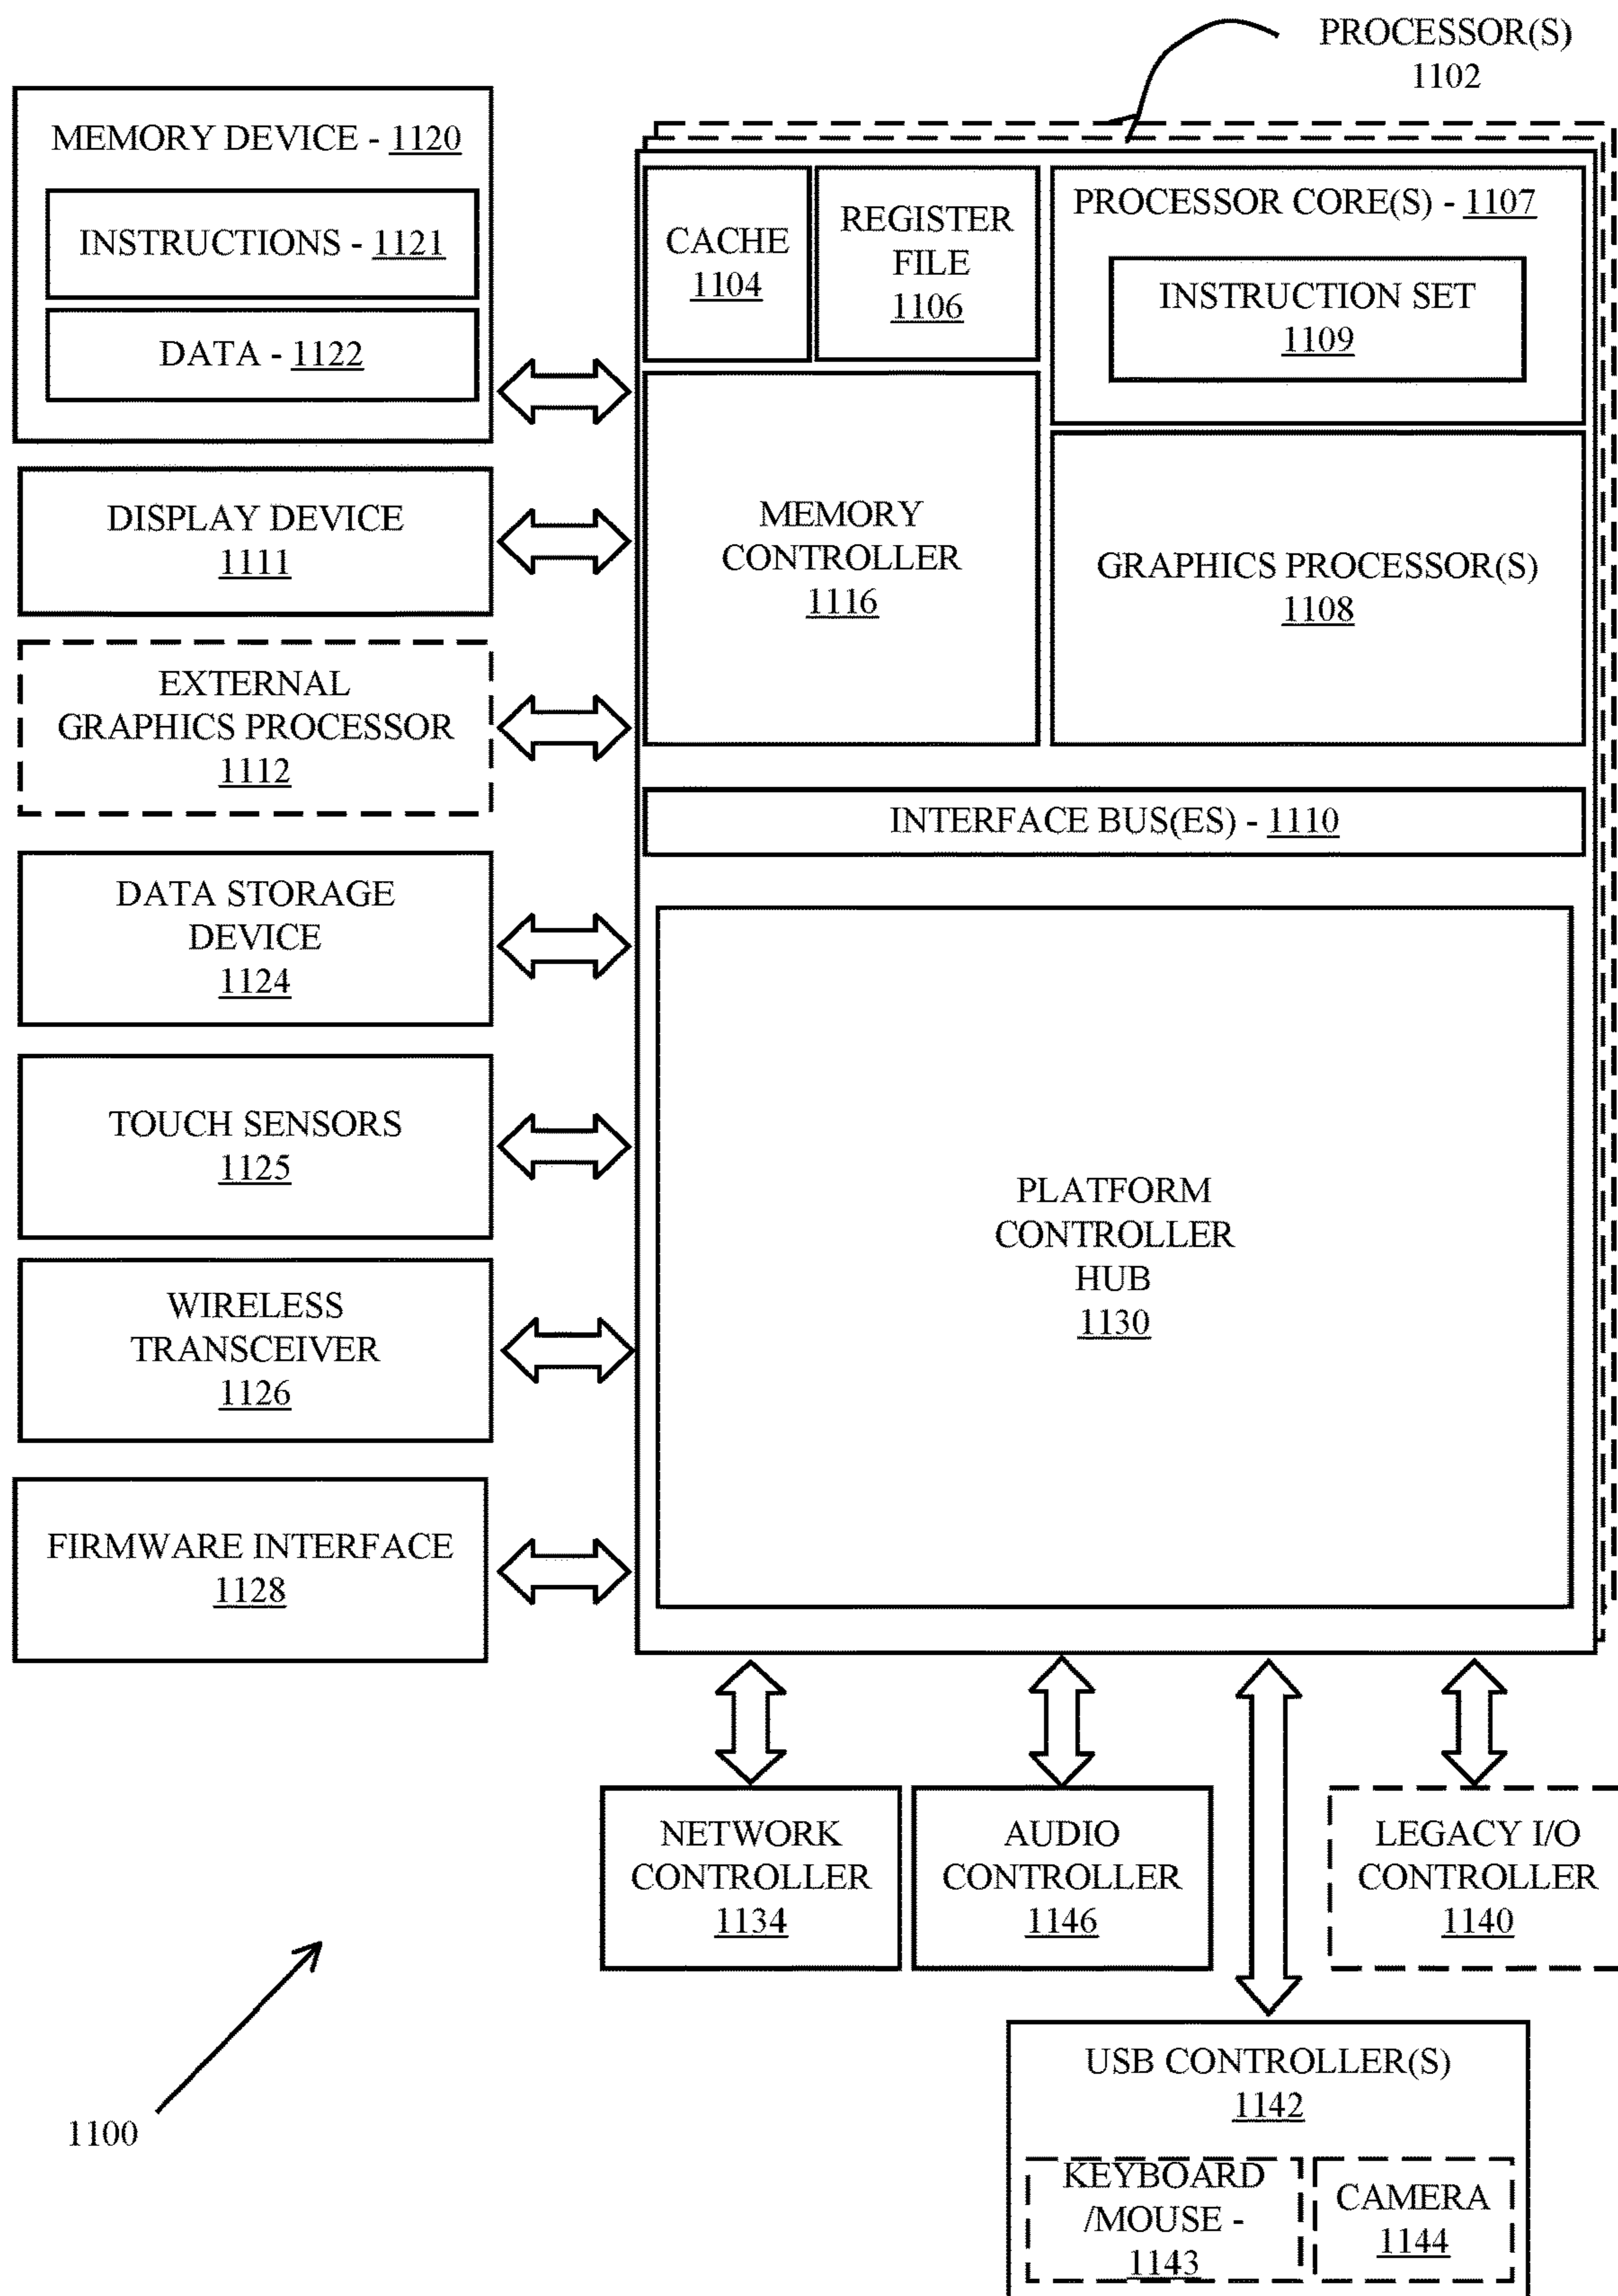 PROCESSOR(S)
1102
MEMORY DEVICE - 1120
INSTRUCTIONS - 1121
DATA - 1122
CACHE
1104
REGISTER
FILE
1106
PROCESSOR CORE(S) - 1107
INSTRUCTION SET
1109
DISPLAY DEVICE
1111
MEMORY
CONTROLLER
1116
GRAPHICS PROCESSOR(S)
1108
EXTERNAL
GRAPHICS PROCESSOR
1112
INTERFACE BUS(ES) - 1110
DATA STORAGE
DEVICE
1124
TOUCH SENSORS
1125
PLATFORM
CONTROLLER
HUB
1130
WIRELESS
TRANSCEIVER
1126
FIRMWARE INTERFACE
1128
NETWORK
CONTROLLER
1134
AUDIO
CONTROLLER
1146
LEGACY I/O
CONTROLLER
1140
USB CONTROLLER(S)
1142
KEYBOARD
/MOUSE -
1143
CAMERA
1144
1100